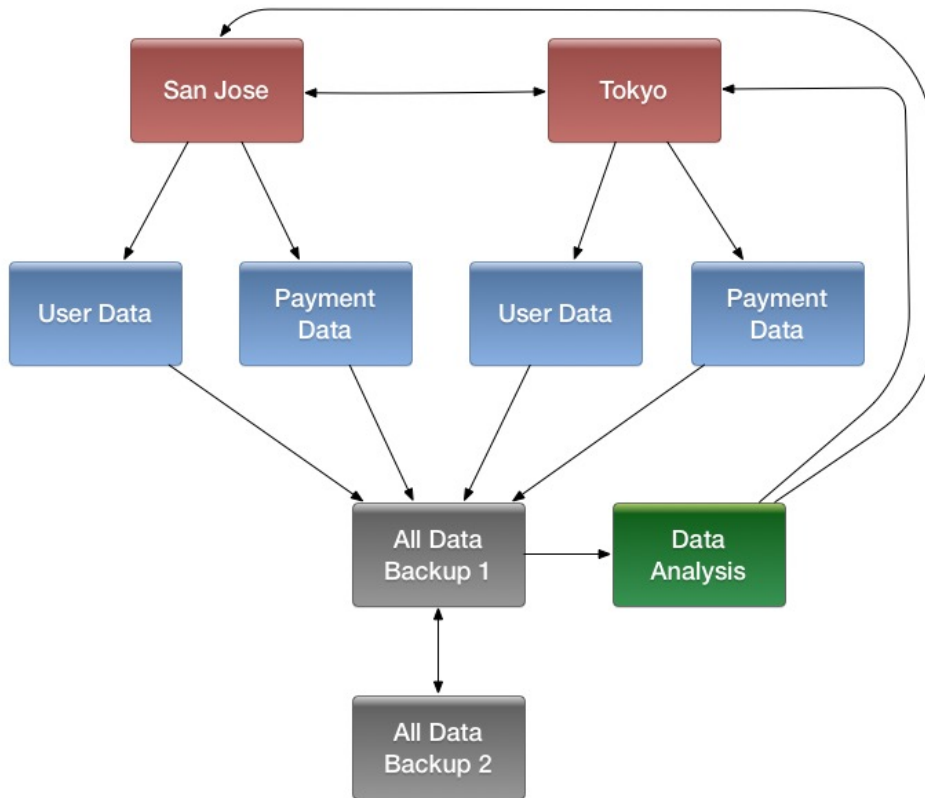 San Jose
Tokyo
User Data
Payment
Data
User Data
Payment
Data
All Data
Backup 1
Data
Analysis
All Data
Backup 2